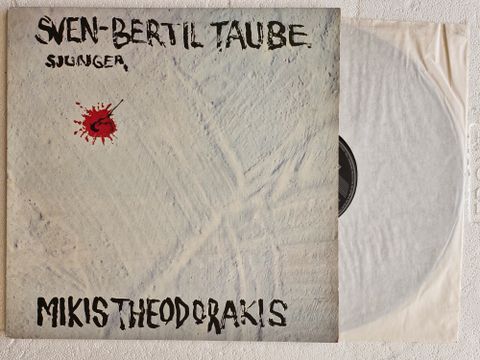 SVEN-BERTIL TAUBE
SJUNGER
MIKIS THEODORAKIS